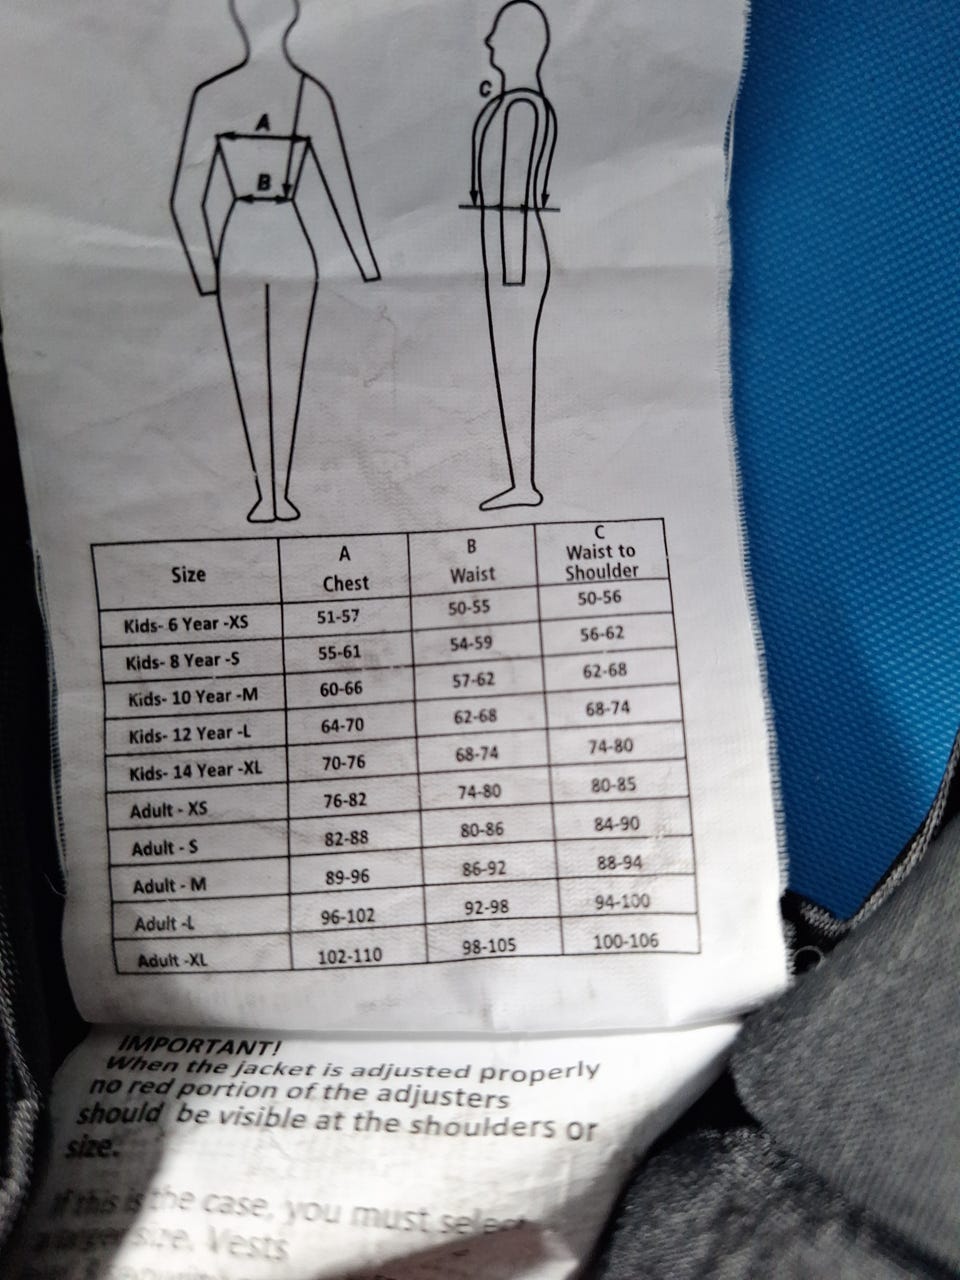 C
A
B
Size A Chest B Waist C Waist to Shoulder
Kids- 6 Year -XS 51-57 50-55 50-56
Kids- 8 Year -S 55-61 54-59 56-62
Kids- 10 Year -M 60-66 57-62 62-68
Kids- 12 Year -L 64-70 62-68 68-74
Kids- 14 Year -XL 70-76 68-74 74-80
Adult - XS 76-82 74-80 80-85
Adult - S 82-88 80-86 84-90
Adult - M 89-96 86-92 88-94
Adult -L 96-102 92-98 94-100
Adult -XL 102-110 98-105 100-106
IMPORTANT!
When the jacket is adjusted properly
no red portion of the adjusters
should be visible at the shoulders or
size.
If this is the case, you must select
size. Vests